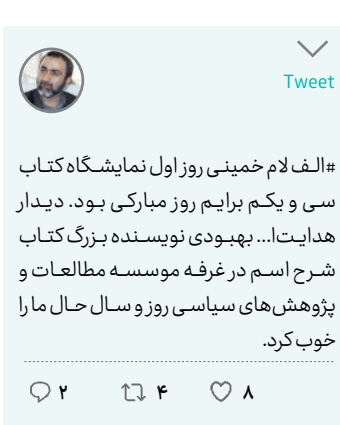 Tweet
#الف لام خمینی روز اول نمایشگاه کتاب
سی و یکم برایم روز مبارکی بود. دیدار
هدایت‌ا... بهبودی نویسنده بزرگ کتاب
شرح اسم در غرفه موسسه مطالعات و
پژوهش‌های سیاسی روز و سال حال ما را
خوب کرد.
۲ ۴ ۸